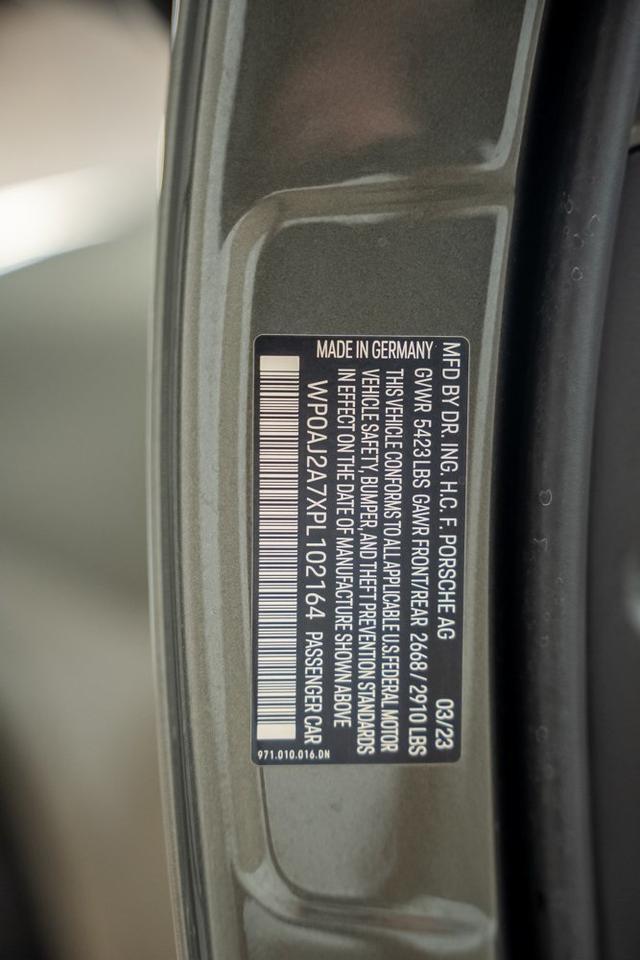 MFD BY DR. ING. H.C. F. PORSCHE AG 03/23
GVWR 5423 LBS GAWR FRONT/REAR 2668 / 2910 LBS
THIS VEHICLE CONFORMS TO ALL APPLICABLE U.S.FEDERAL MOTOR
VEHICLE SAFETY, BUMPER, AND THEFT PREVENTION STANDARDS
IN EFFECT ON THE DATE OF MANUFACTURE SHOWN ABOVE
WP0AJ2A7XPL102164 PASSENGER CAR
MADE IN GERMANY
971.010.016.DN